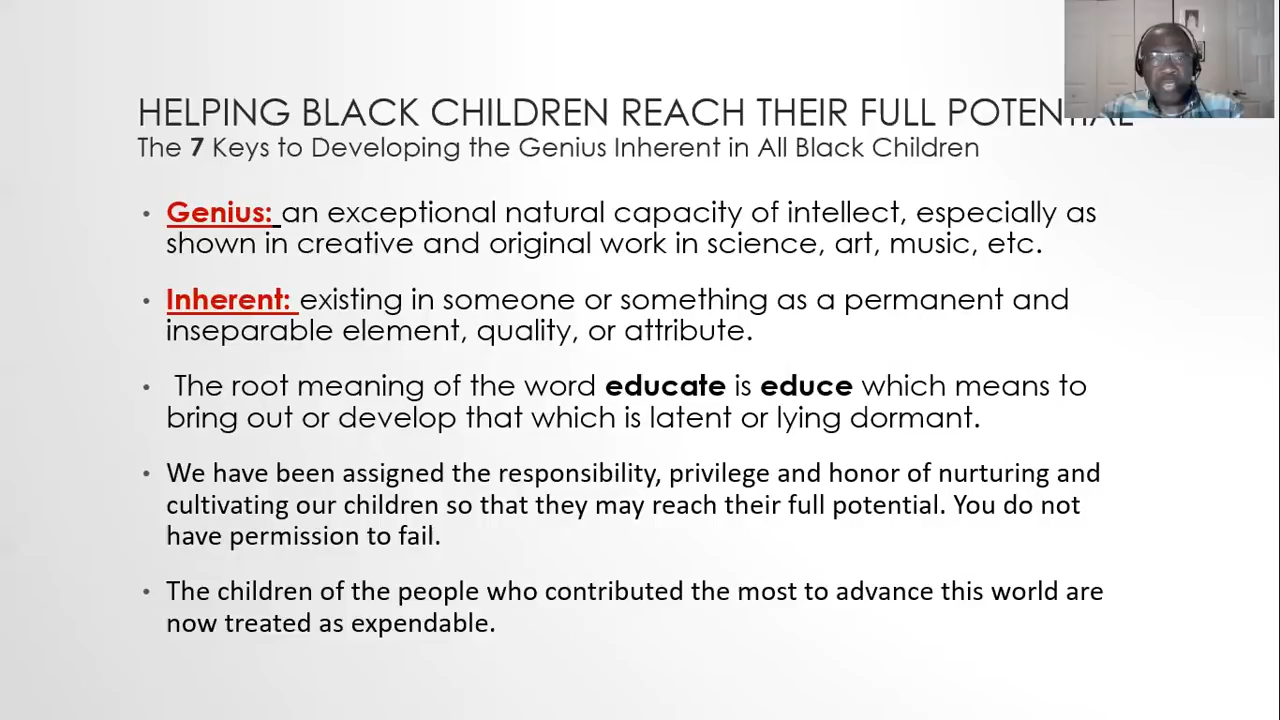 HELPING BLACK CHILDREN REACH THEIR FULL POTENTIAL
The 7 Keys to Developing the Genius Inherent in All Black Children
• Genius: an exceptional natural capacity of intellect, especially as
shown in creative and original work in science, art, music, etc.
• Inherent: existing in someone or something as a permanent and
inseparable element, quality, or attribute.
• The root meaning of the word educate is educe which means to
bring out or develop that which is latent or lying dormant.
• We have been assigned the responsibility, privilege and honor of nurturing and
cultivating our children so that they may reach their full potential. You do not
have permission to fail.
• The children of the people who contributed the most to advance this world are
now treated as expendable.